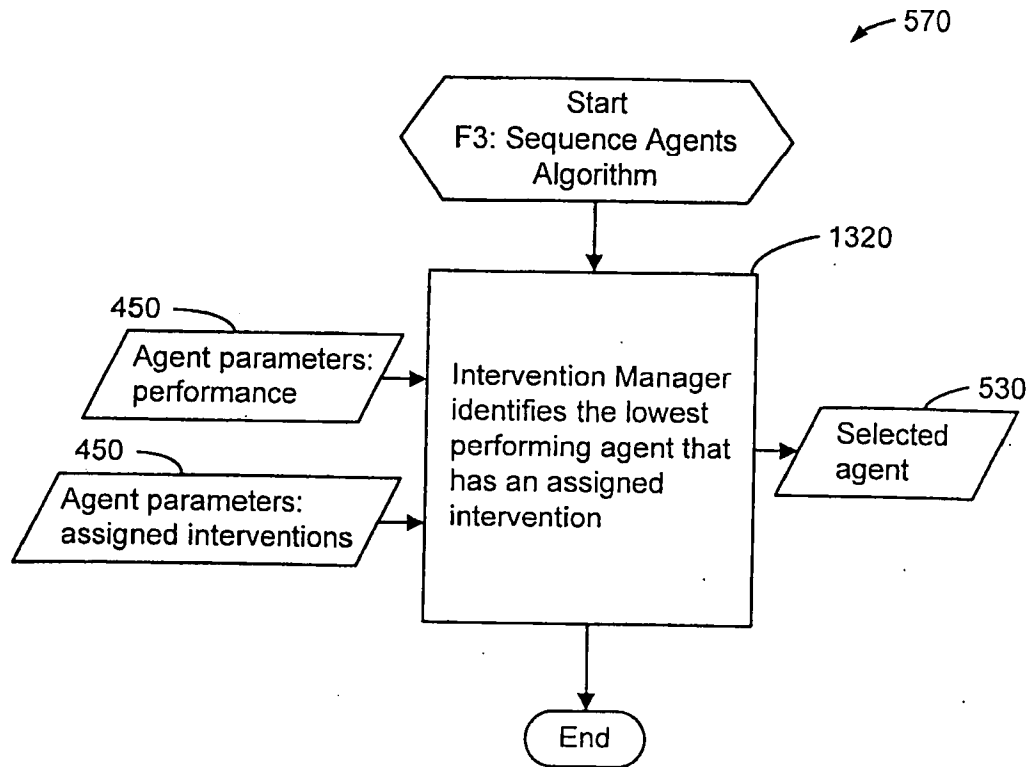 570
Start
F3: Sequence Agents
Algorithm
1320
450
Agent parameters:
performance
450
Agent parameters:
assigned interventions
Intervention Manager
identifies the lowest
performing agent that
has an assigned
intervention
530
Selected
agent
End